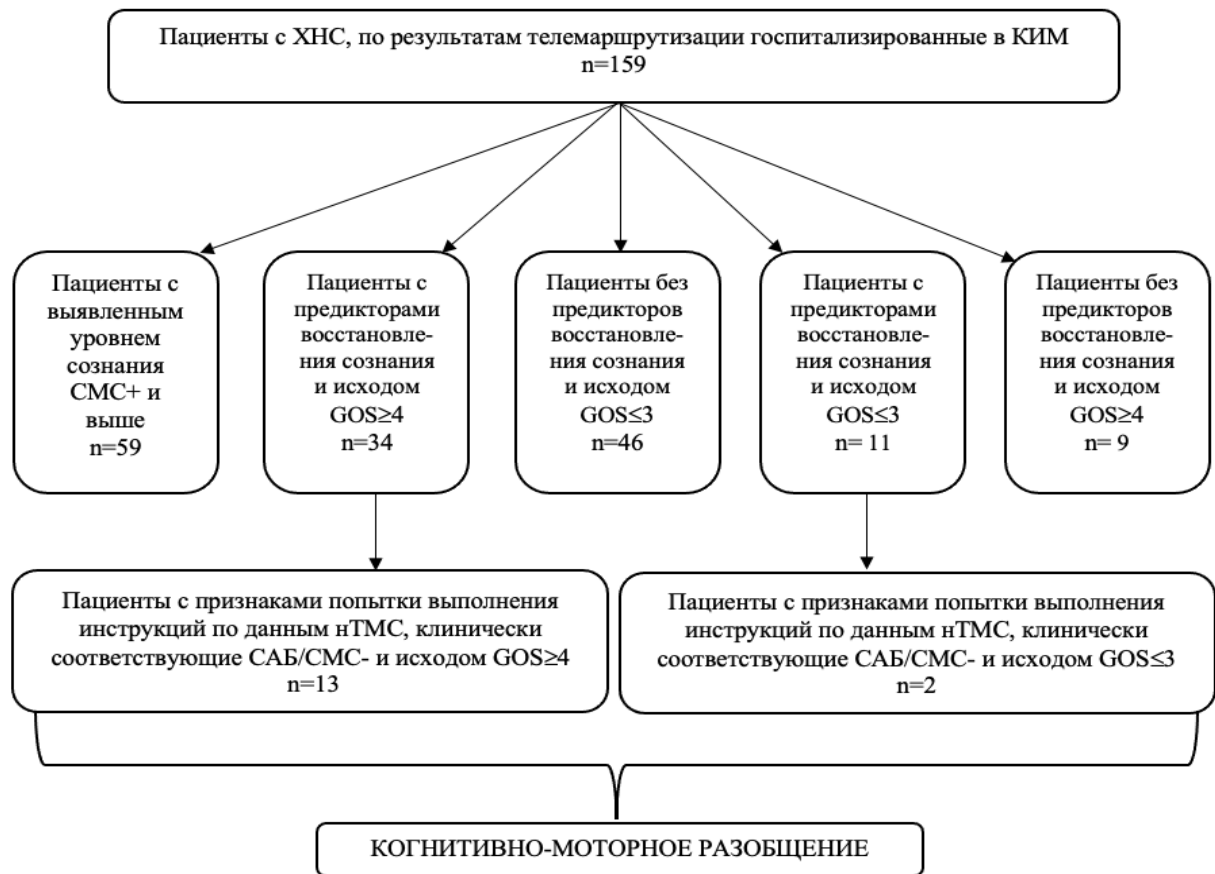 Пациенты с ХНС, по результатам телемаршрутизации госпитализированные в КИМ
n=159
Пациенты с
выявленным
уровнем
сознания
СМС+ и
выше
n=59
Пациенты с
предикторами
восстановле-
ния сознания
и исходом
GOS≥4
n=34
Пациенты без
предикторов
восстановле-
ния сознания
и исходом
GOS≤3
n=46
Пациенты с
предикторами
восстановле-
ния сознания
и исходом
GOS≤3
n= 11
Пациенты без
предикторов
восстановле-
ния сознания
и исходом
GOS≥4
n= 9
Пациенты с признаками попытки выполнения
инструкций по данным нТМС, клинически
соответствующие САБ/СМС- и исходом GOS≥4
n=13
Пациенты с признаками попытки выполнения
инструкций по данным нТМС, клинически
соответствующие САБ/СМС- и исходом GOS≤3
n=2
КОГНИТИВНО-МОТОРНОЕ РАЗОБЩЕНИЕ